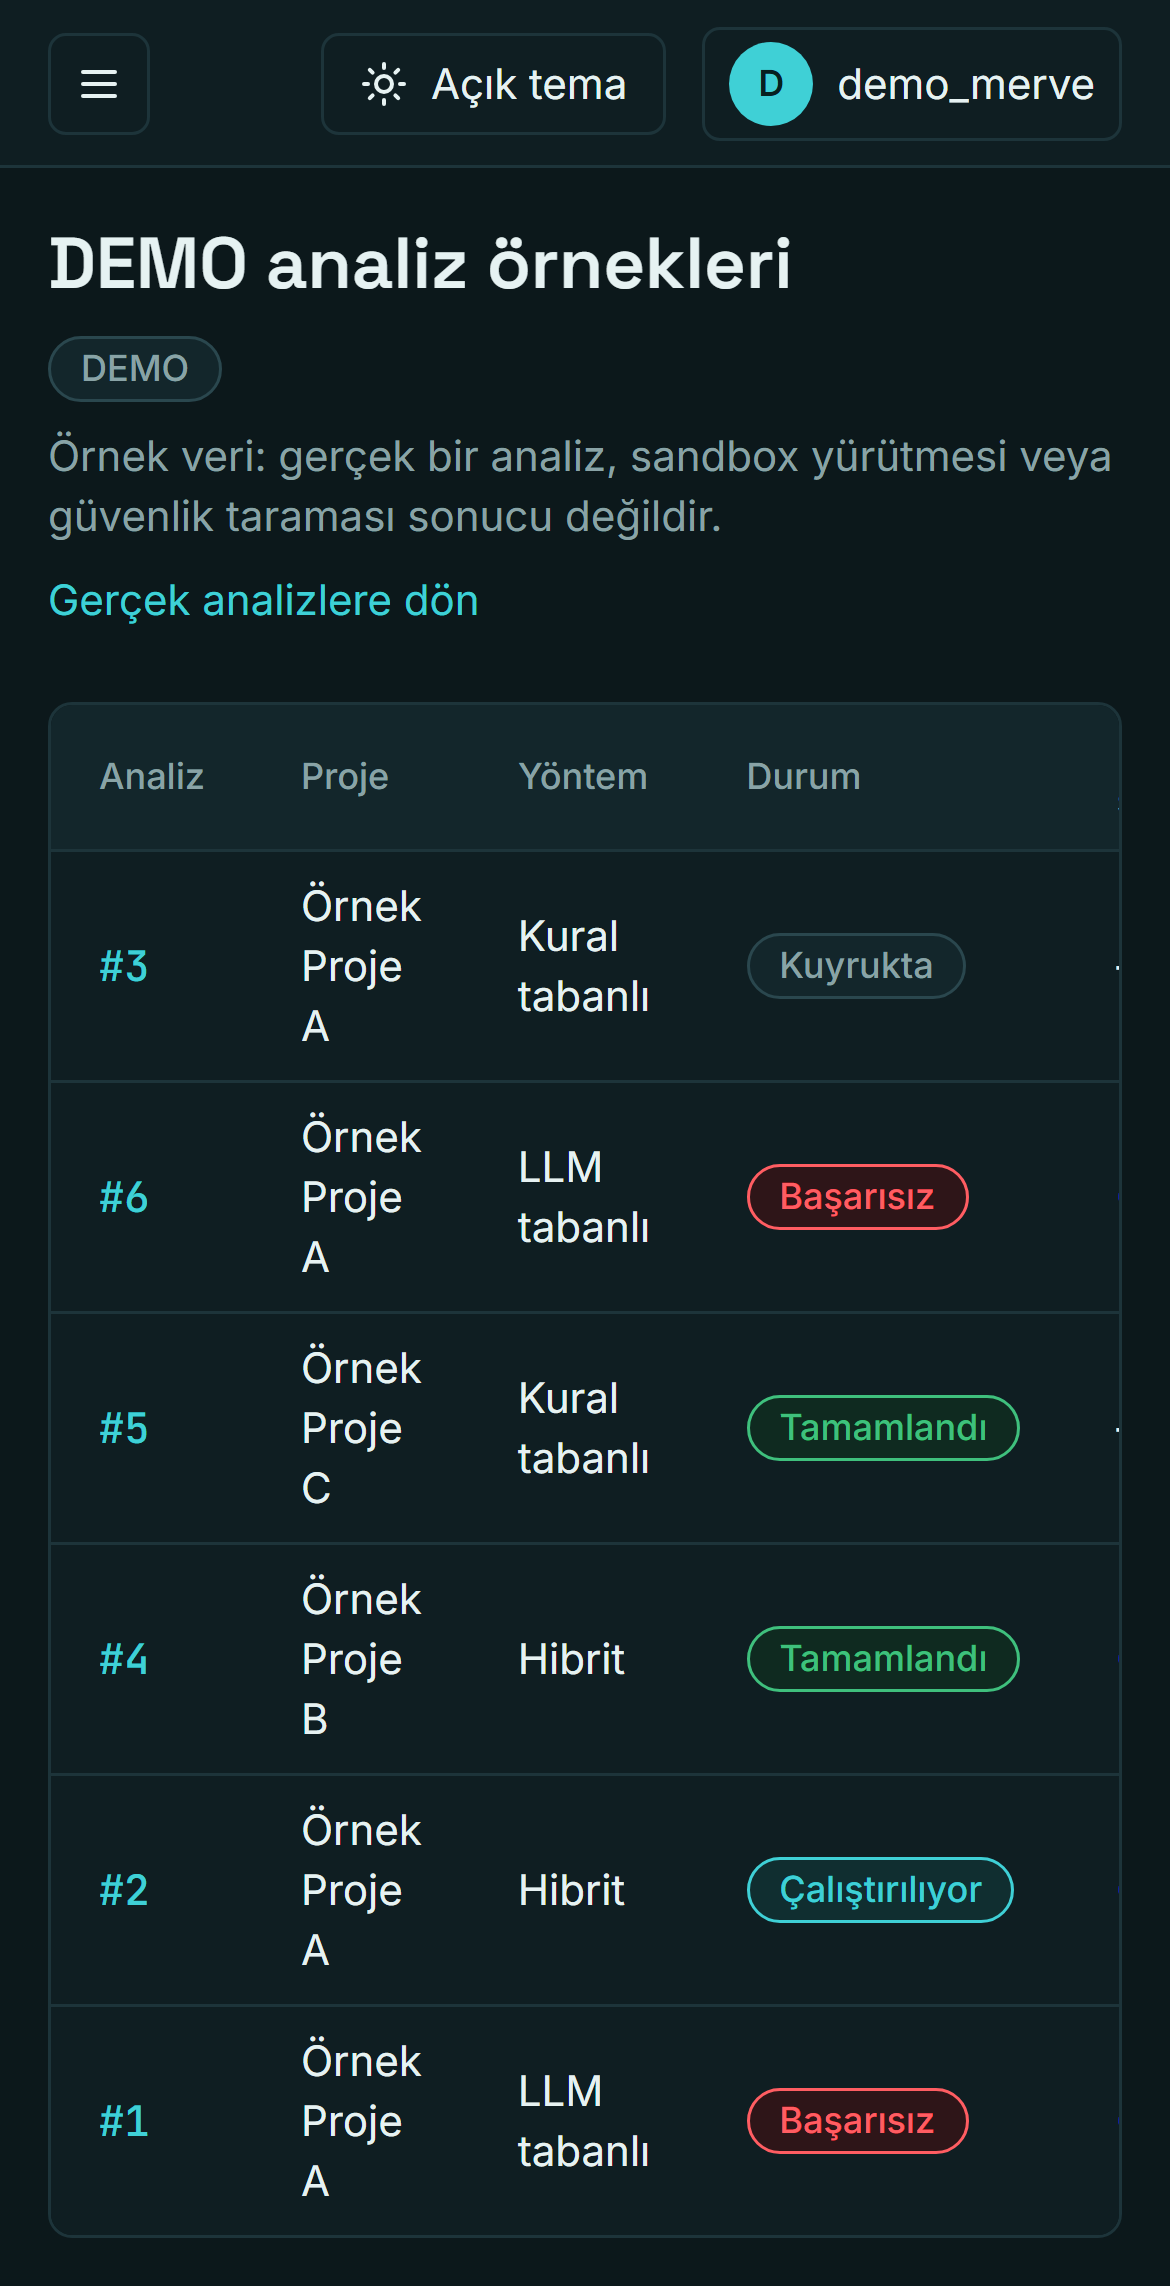 Açık tema
D
demo_merve
DEMO analiz örnekleri
DEMO
Örnek veri: gerçek bir analiz, sandbox yürütmesi veya
güvenlik taraması sonucu değildir.
Gerçek analizlere dön
Analiz Proje Yöntem Durum
#3 Örnek Proje A Kural tabanlı Kuyrukta
#6 Örnek Proje A LLM tabanlı Başarısız
#5 Örnek Proje C Kural tabanlı Tamamlandı
#4 Örnek Proje B Hibrit Tamamlandı
#2 Örnek Proje A Hibrit Çalıştırılıyor
#1 Örnek Proje A LLM tabanlı Başarısız